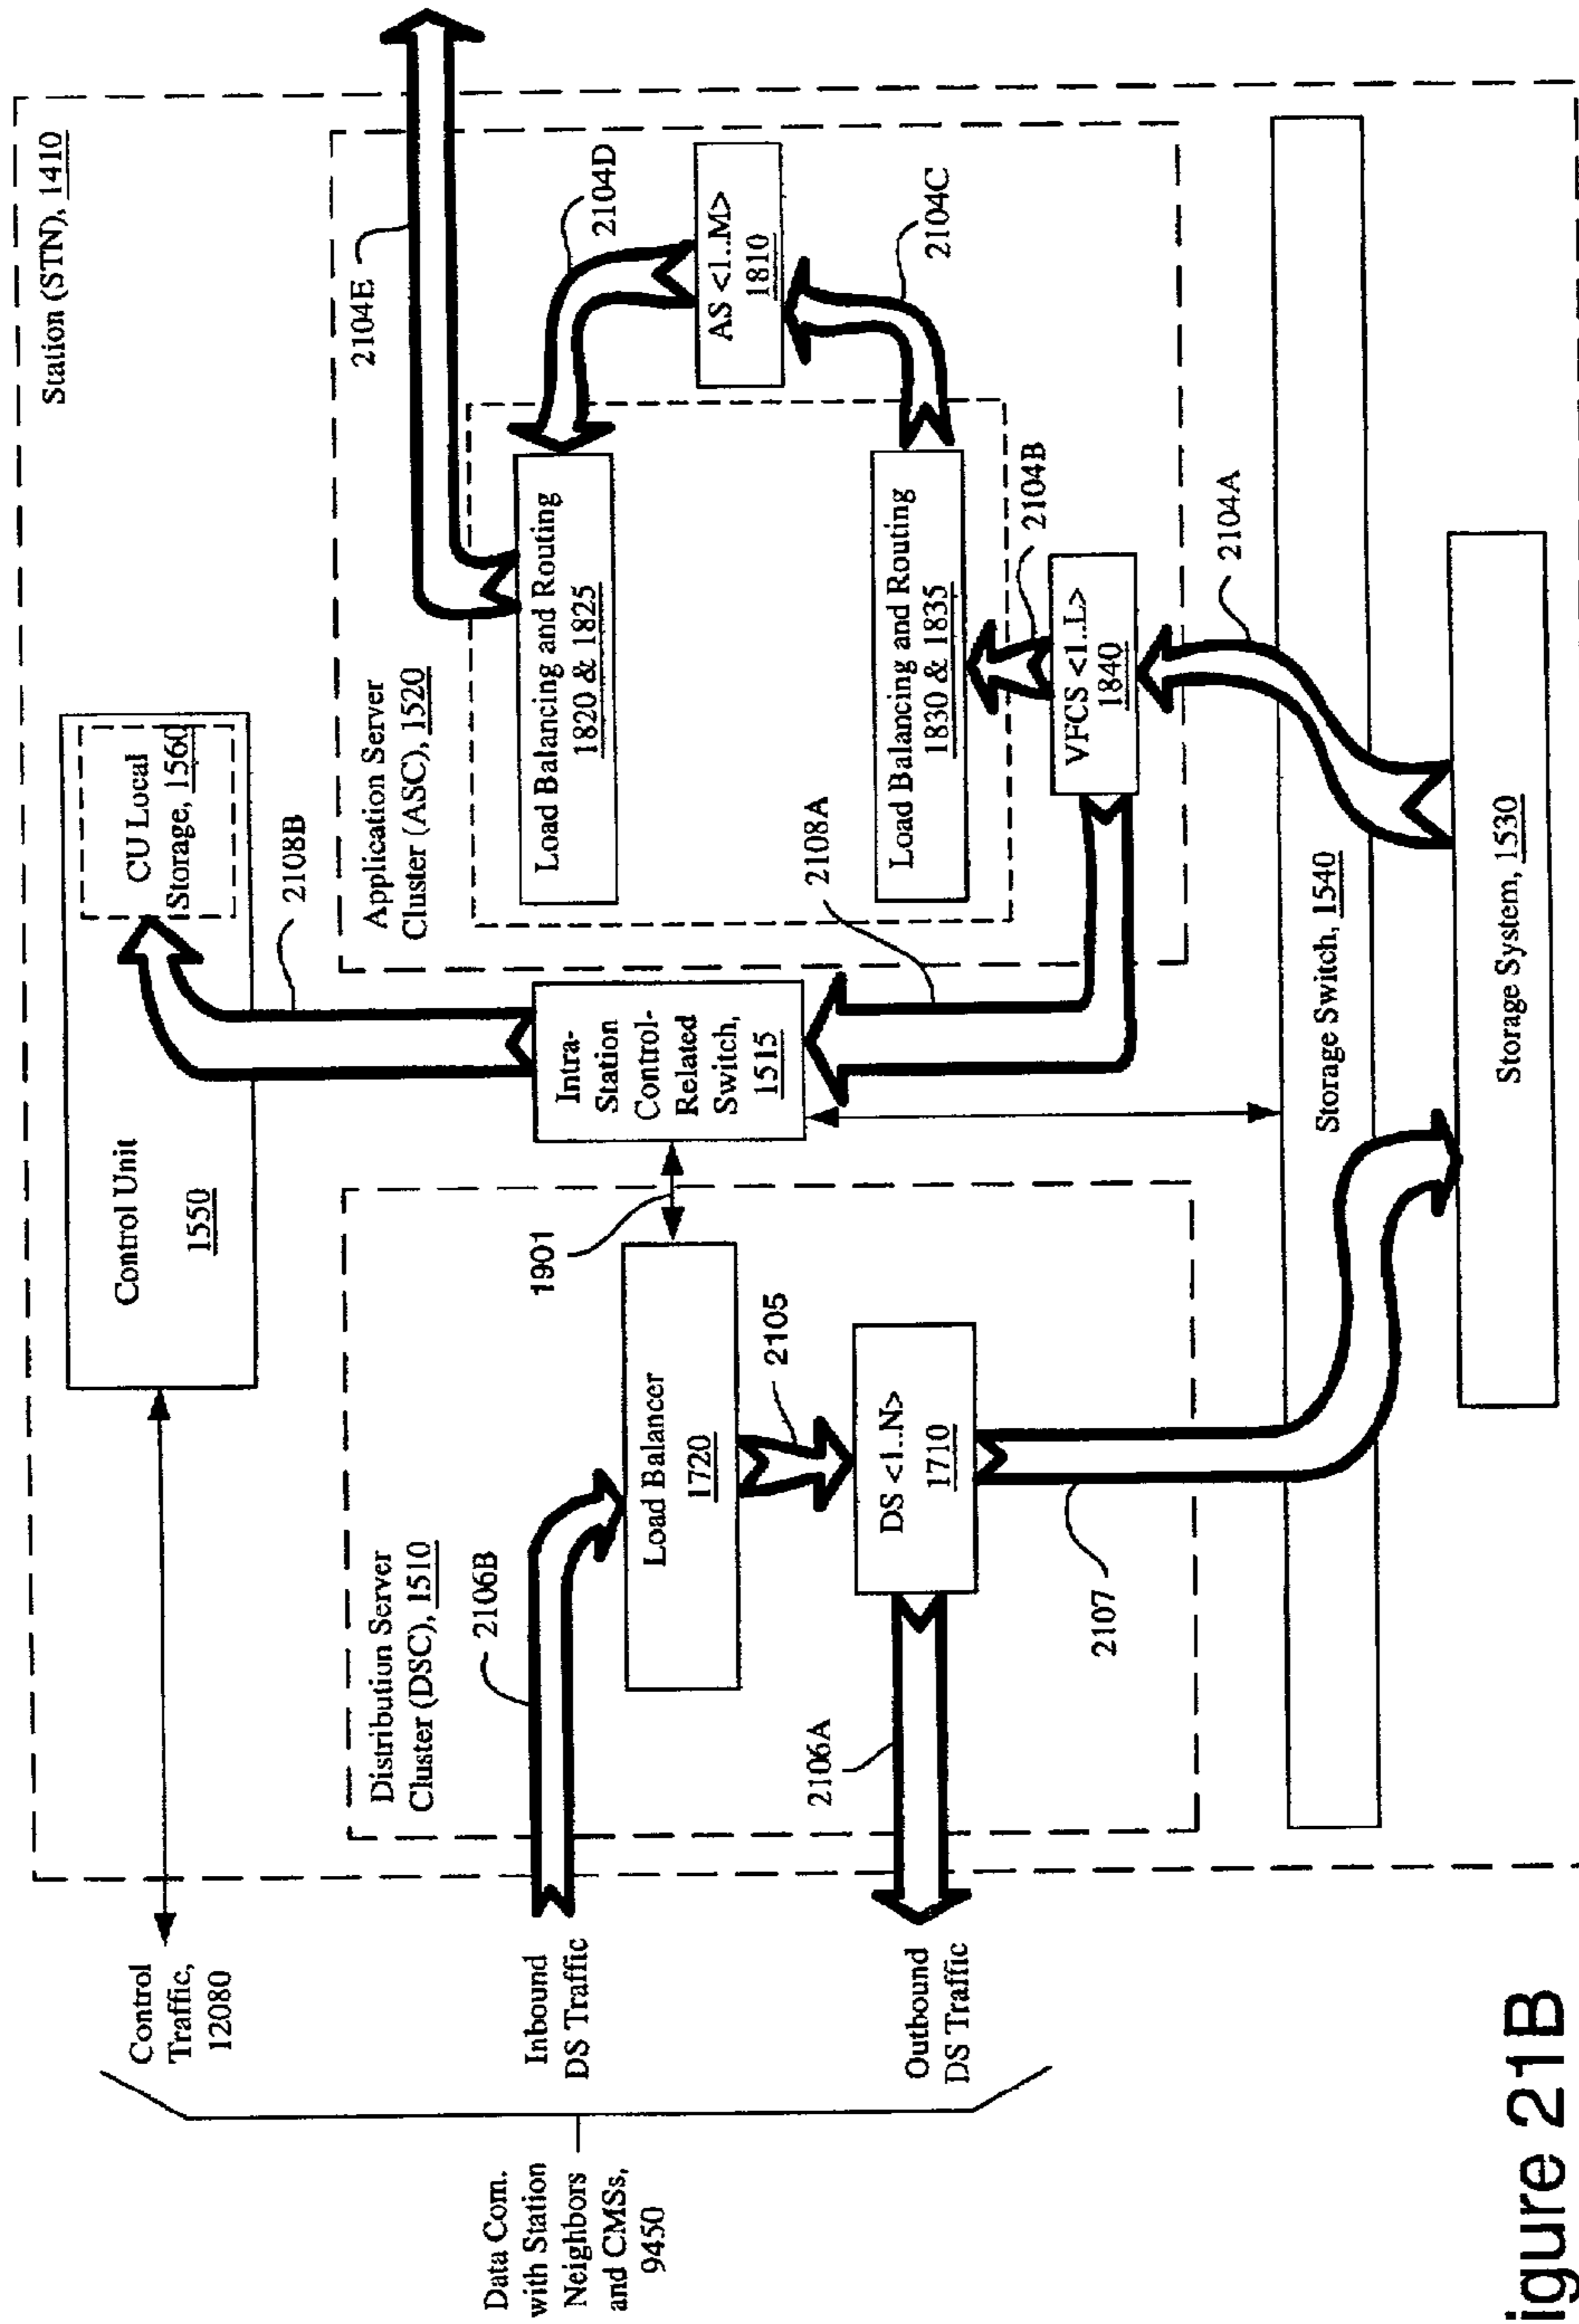 Station (STN), 1410
Control Unit
1550
CU Local
Storage, 1560
2108B
2104E
Application Server
Cluster (ASC), 1520
Load Balancing and Routing
1820 & 1825
2104D
AS <1..M>
1810
2104C
Load Balancing and Routing
1830 & 1835
2104B
VFCS <1..L>
1840
2108A
2104A
Intra-
Station
Control-
Related
Switch,
1515
1901
Distribution Server
Cluster (DSC), 1510
2106B
Load Balancer
1720
2105
DS <1..N>
1710
2106A
2107
Storage Switch, 1540
Storage System, 1530
Control
Traffic,
12080
Inbound
DS Traffic
Outbound
DS Traffic
Data Com.
with Station
Neighbors
and CMSs,
9450
igure 21B